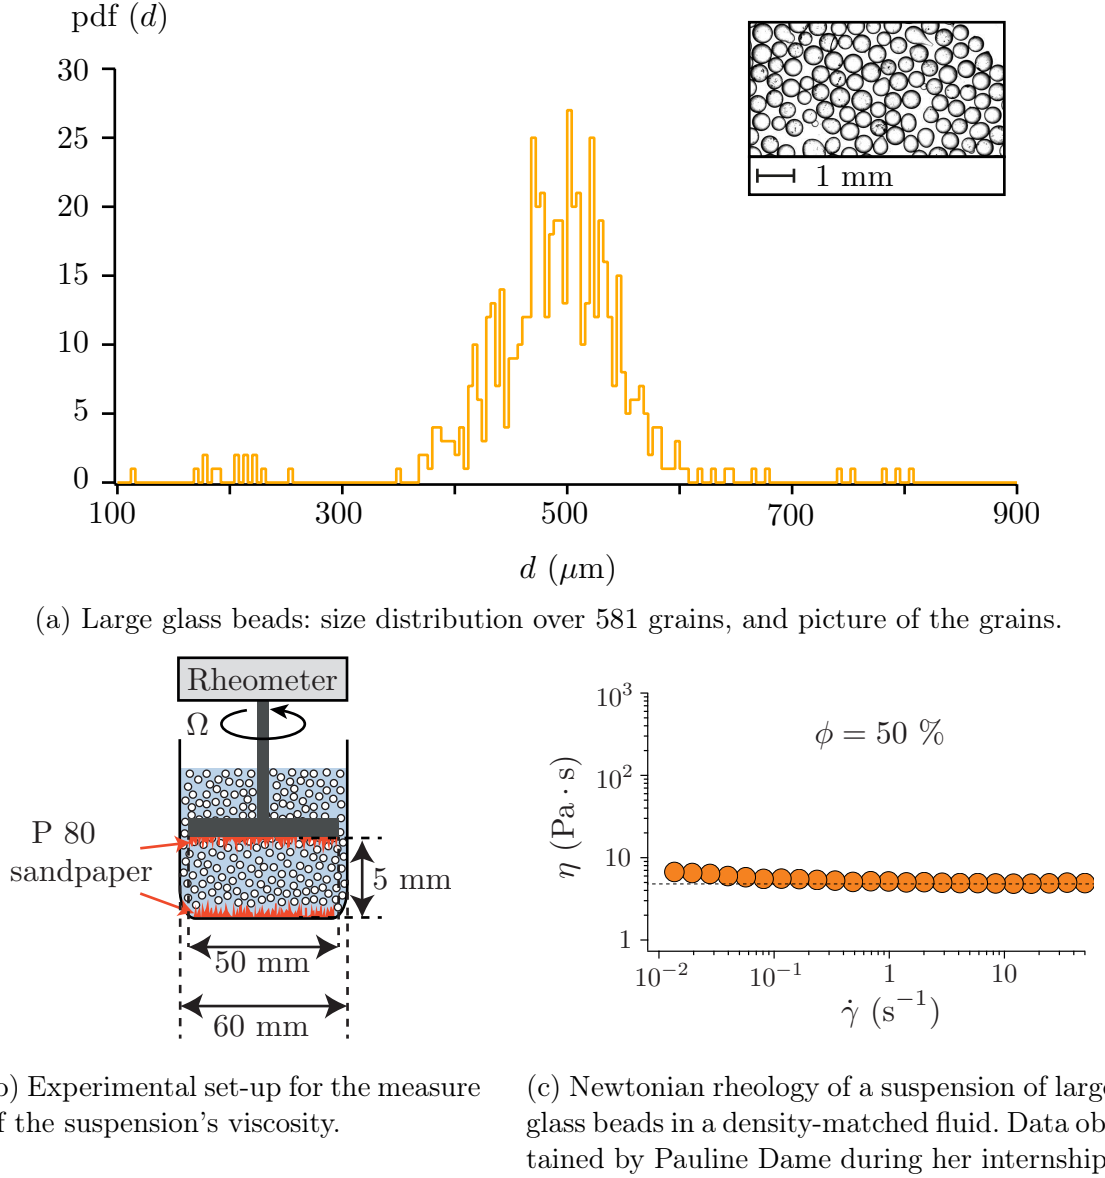 pdf (d)
30
25
20
15
10
5
0
100 300 500 700 900
d (μm)
1 mm
(a) Large glass beads: size distribution over 581 grains, and picture of the grains.
Rheometer
Ω
P 80
sandpaper
5 mm
50 mm
60 mm
) Experimental set-up for the measure
f the suspension's viscosity.
10³
10²
10
1
η (Pa · s)
ϕ = 50 %
10⁻² 10⁻¹ 1 10
γ̇ (s⁻¹)
(c) Newtonian rheology of a suspension of large
glass beads in a density-matched fluid. Data ob
tained by Pauline Dame during her internship